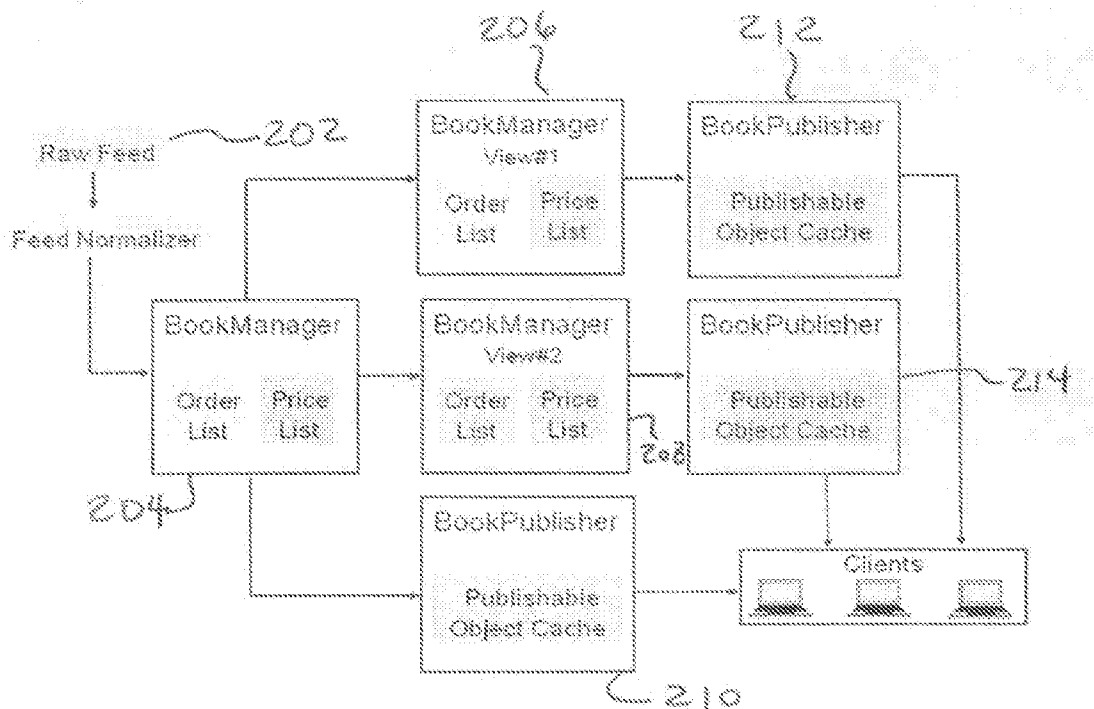 206
212
202
Raw Feed
Feed Normalizer
BookManager
View#1
Order
List
Price
List
BookPublisher
Publishable
Object Cache
BookManager
Order
List
Price
List
204
BookManager
View#2
Order
List
Price
List
208
BookPublisher
Publishable
Object Cache
214
BookPublisher
Publishable
Object Cache
210
Clients